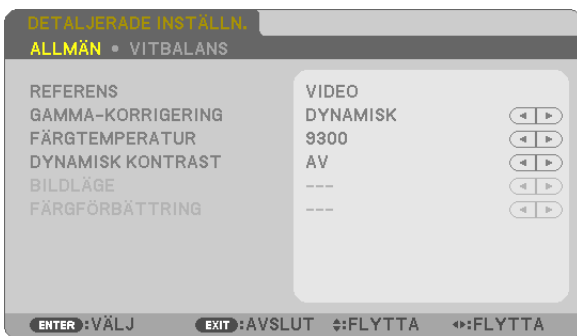 DETALJERADE INSTÄLLN.
ALLMÄN • VITBALANS
REFERENS VIDEO
GAMMA-KORRIGERING DYNAMISK
FÄRGTEMPERATUR 9300
DYNAMISK KONTRAST AV
BILDLÄGE ---
FÄRGFÖRBÄTTRING ---
ENTER:VÄLJ EXIT:AVSLUT :FLYTTA :FLYTTA